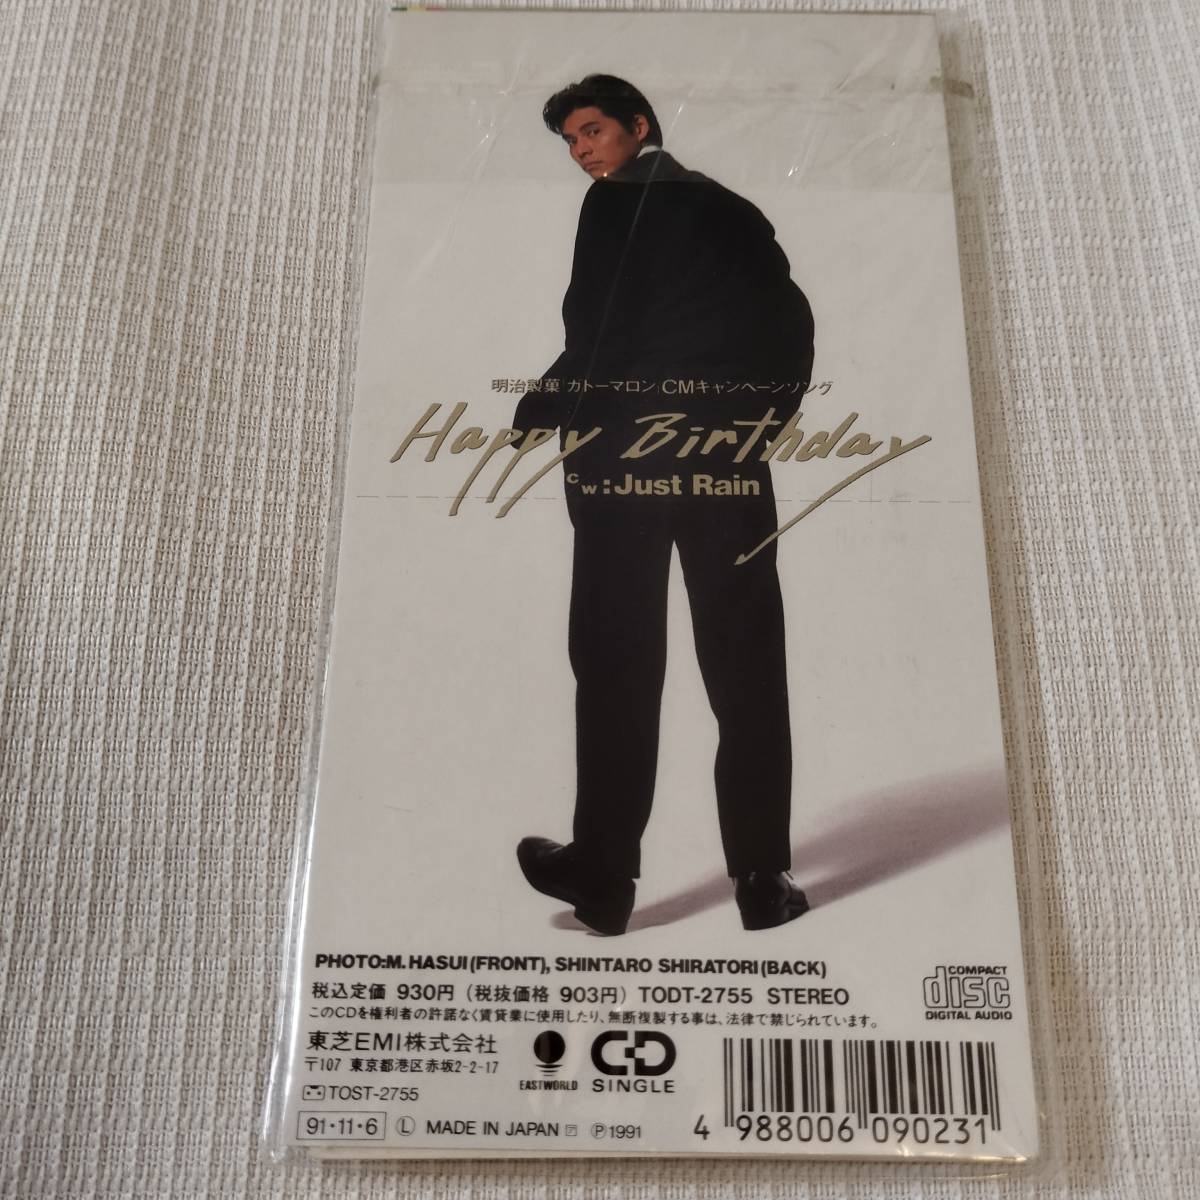 明治製菓「ガトーマロン」CMキャンペーンソング
Happy Birthday
c/w:Just Rain
PHOTO:M. HASUI(FRONT), SHINTARO SHIRATORI(BACK)
税込定価 930円(税抜価格 903円) TODT-2755 STEREO
このCDを権利者の許諾なく賃貸業に使用したり、無断複製する事は、法律で禁じられています。
COMPACT
disc
DIGITAL AUDIO
東芝EMI株式会社
〒107 東京都港区赤坂2-2-17
TOST-2755
EASTWORLD
CD
SINGLE
91·11·6 Ⓛ MADE IN JAPAN ℗1991
4 988006 090231